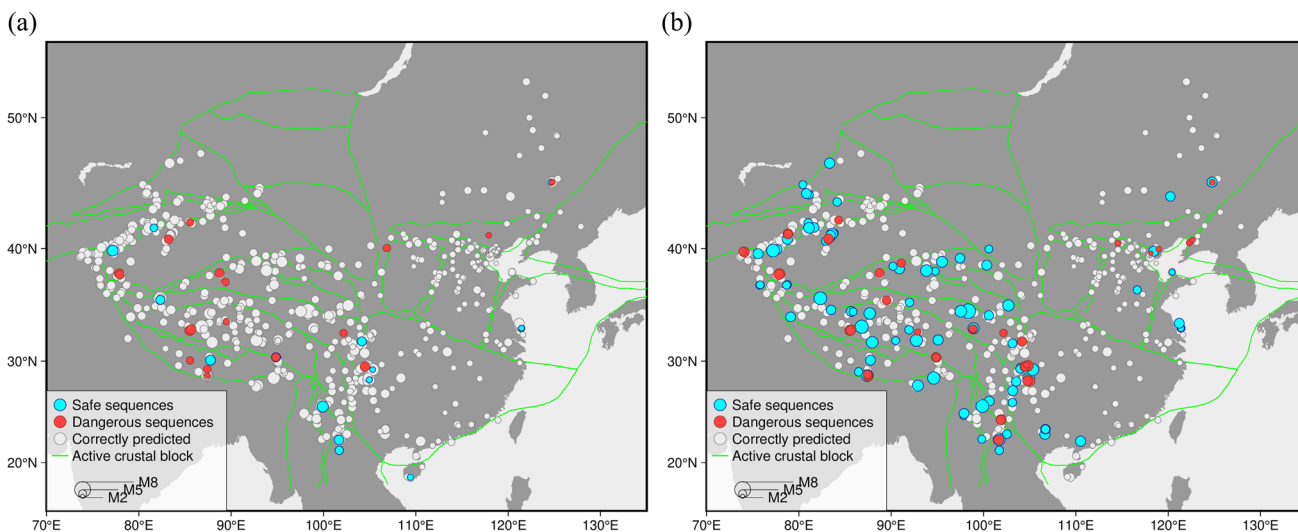 (a)
(b)
50°N
40°N
30°N
20°N
Safe sequences
Dangerous sequences
Correctly predicted
Active crustal block
M8
M5
M2
70°E
80°E
90°E
100°E
110°E
120°E
130°E
50°N
40°N
30°N
20°N
Safe sequences
Dangerous sequences
Correctly predicted
Active crustal block
M8
M5
M2
70°E
80°E
90°E
100°E
110°E
120°E
130°E